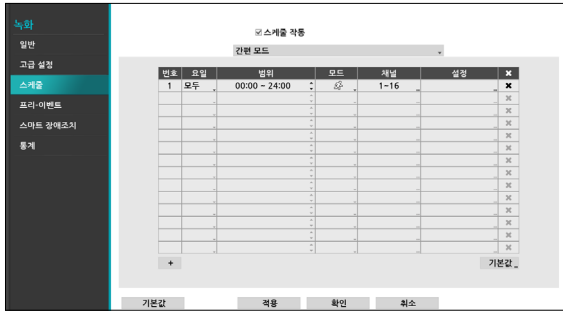 녹화
일반
고급 설정
스케줄
프리·이벤트
스마트 장애조치
통계
스케줄 작동
간편 모드
번호 요일 범위 모드 채널 설정
1 모두 00:00 ~ 24:00 1~16
+ 기본값
기본값 적용 확인 취소